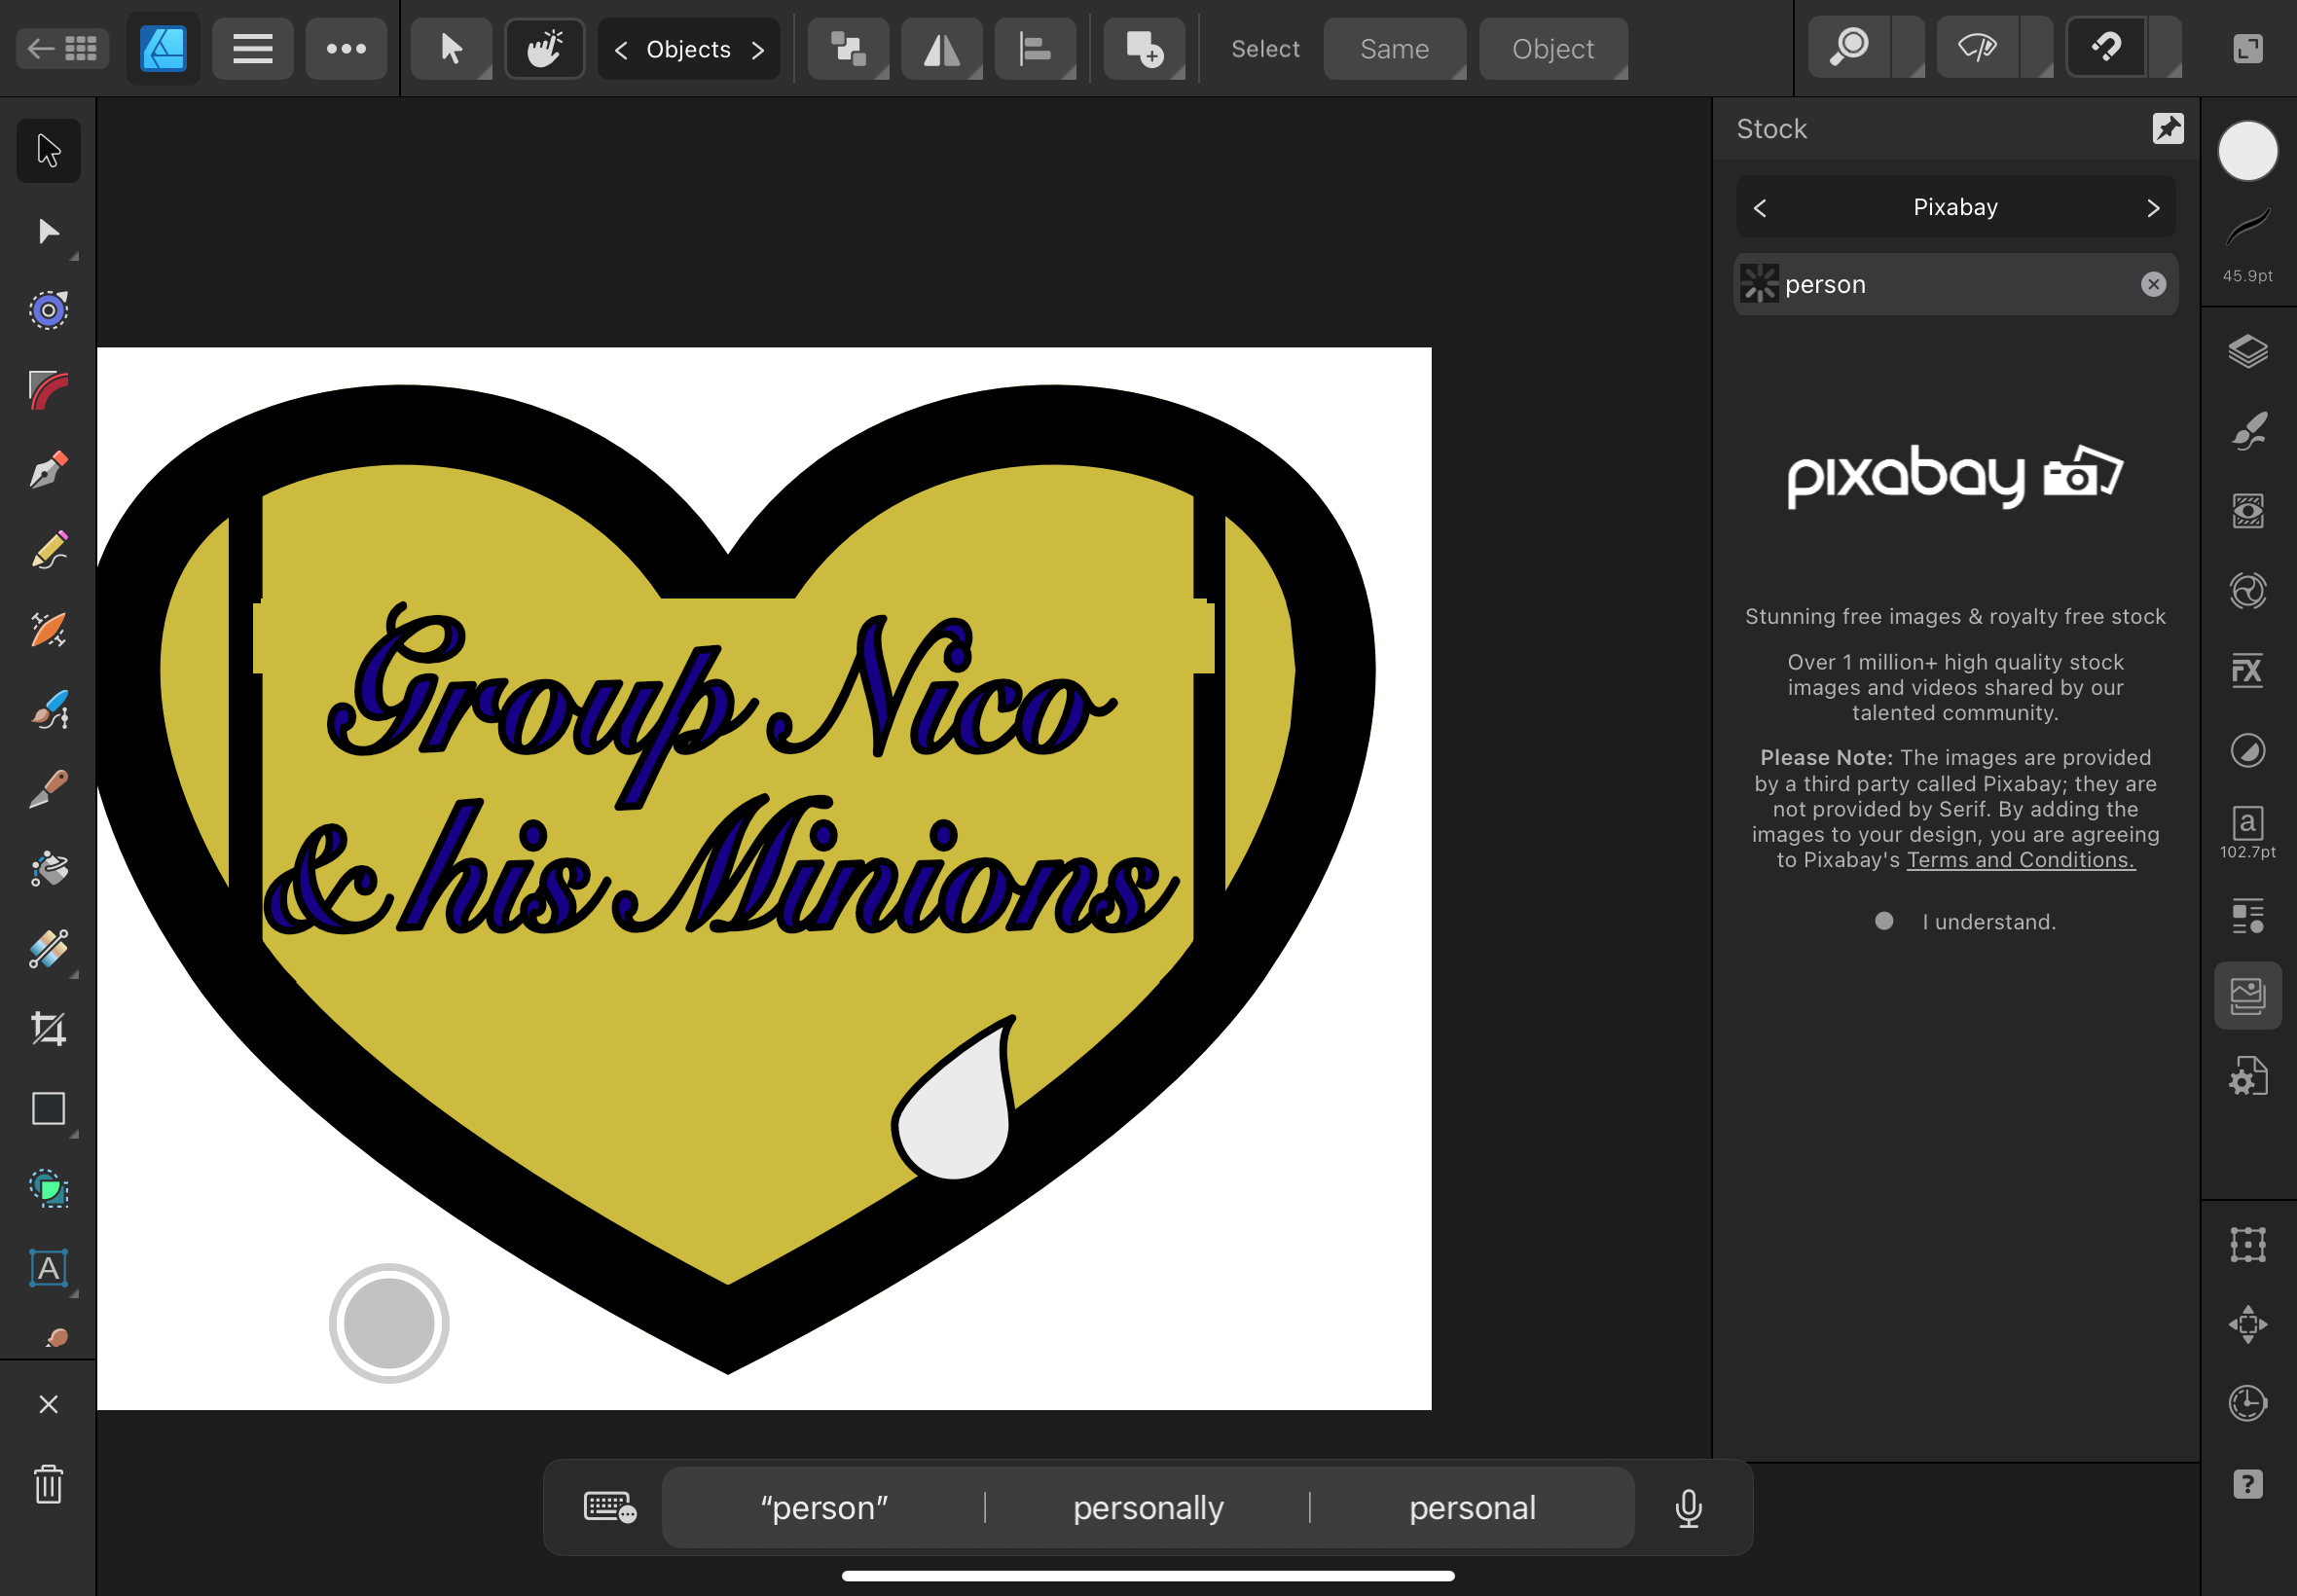 Objects
Select
Same
Object
Stock
Pixabay
person
45.9pt
pixabay
Stunning free images & royalty free stock
Over 1 million+ high quality stock
images and videos shared by our
talented community.
Please Note: The images are provided
by a third party called Pixabay; they are
not provided by Serif. By adding the
images to your design, you are agreeing
to Pixabay's Terms and Conditions.
I understand.
FX
a
102.7pt
A
?
Group Nico
& his Minions
“person”
personally
personal